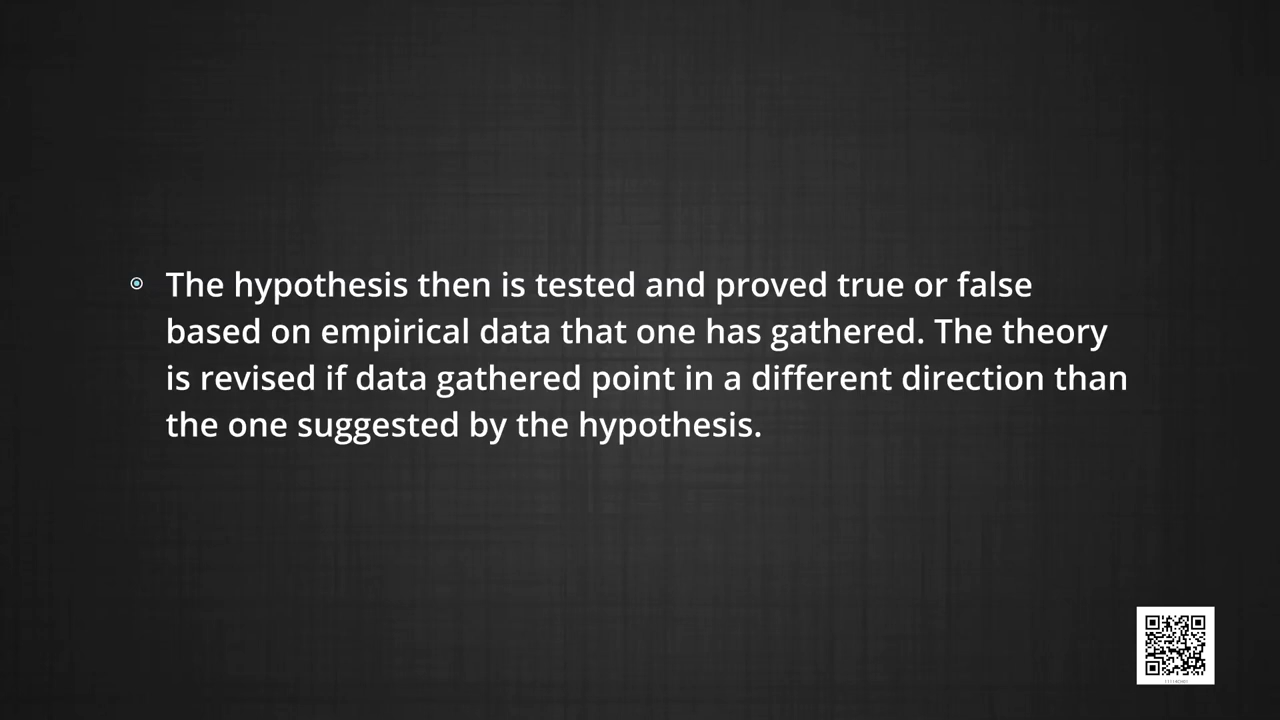 The hypothesis then is tested and proved true or false
based on empirical data that one has gathered. The theory
is revised if data gathered point in a different direction than
the one suggested by the hypothesis.